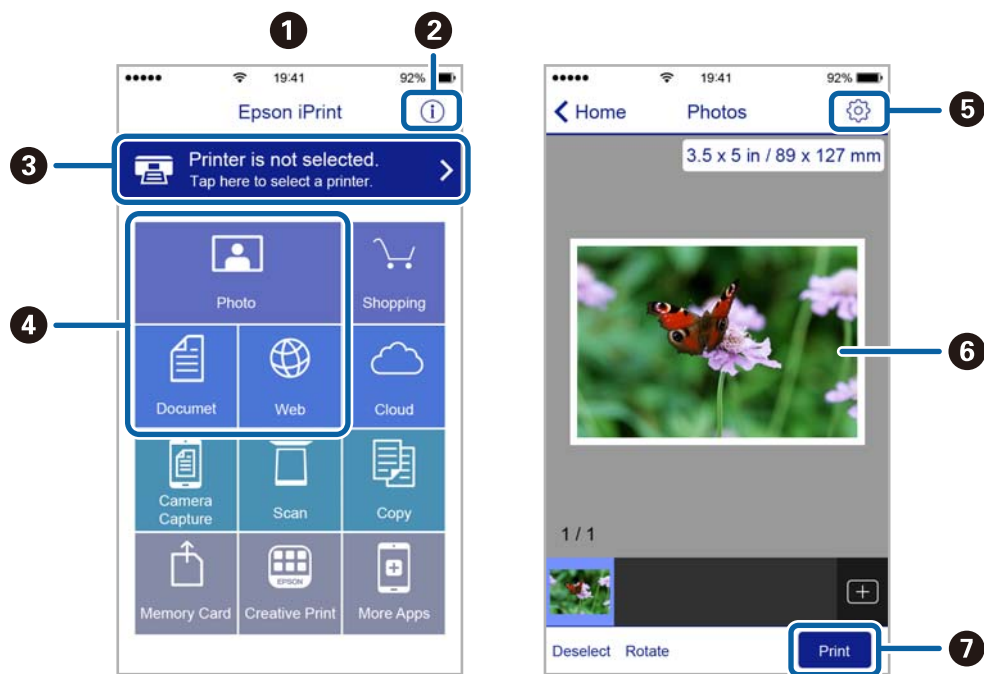 1
2
19:41
92%
Epson iPrint
3
Printer is not selected.
Tap here to select a printer.
4
Photo
Shopping
Documet
Web
Cloud
Camera
Capture
Scan
Copy
EPSON
Memory Card
Creative Print
More Apps
19:41
92%
Home
Photos
5
3.5 x 5 in / 89 x 127 mm
6
1 / 1
Deselect
Rotate
Print
7